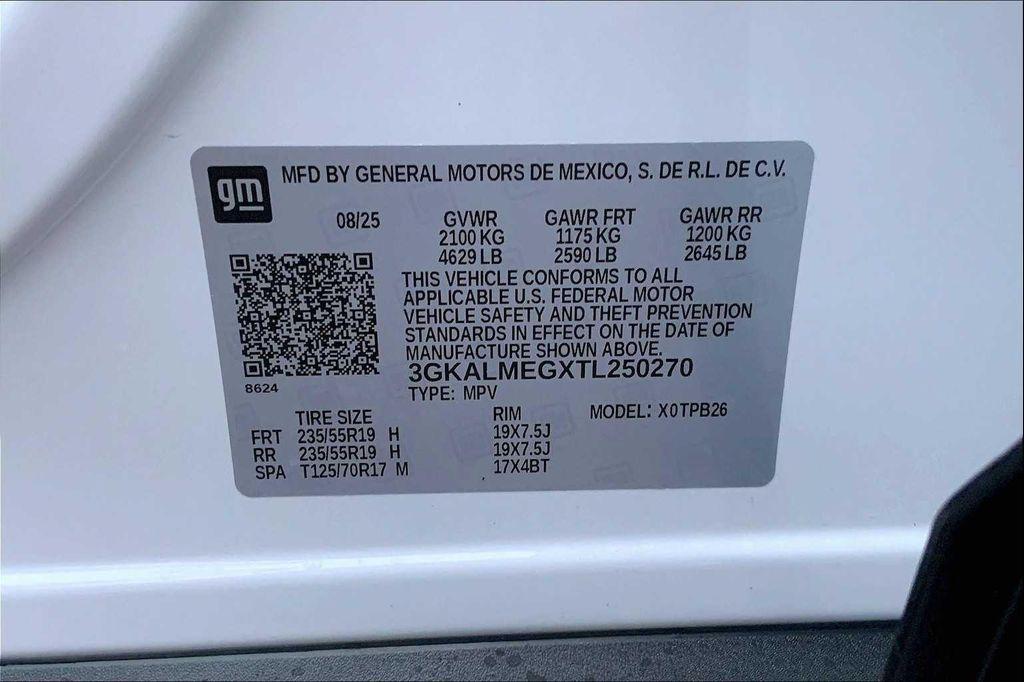 gm
MFD BY GENERAL MOTORS DE MEXICO, S. DE R.L. DE C.V.
08/25 GVWR GAWR FRT GAWR RR
2100 KG 1175 KG 1200 KG
4629 LB 2590 LB 2645 LB
THIS VEHICLE CONFORMS TO ALL
APPLICABLE U.S. FEDERAL MOTOR
VEHICLE SAFETY AND THEFT PREVENTION
STANDARDS IN EFFECT ON THE DATE OF
MANUFACTURE SHOWN ABOVE.
3GKALMEGXTL250270
8624
TYPE: MPV
TIRE SIZE RIM MODEL: X0TPB26
FRT 235/55R19 H 19X7.5J
RR 235/55R19 H 19X7.5J
SPA T125/70R17 M 17X4BT